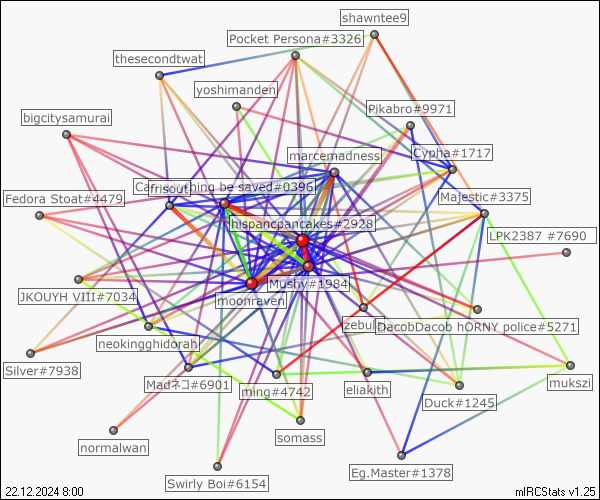 shawntee9
Pocket Persona#3326
thesecondtwat
yoshimanden
Pikabro#9971
bigcitysamurai
marcemadness
Cypha#1717
frisout
hing be saved#0396
Majestic#3375
Fedora Stoat#4479
hispancpancakes#2928
LPK2387 #7690
Mushy#1984
JKOUYH VIII#7034
moonraven
zebul
DacobDacob hORNY police#5271
neokingghidorah
Silver#7938
Madネコ#6901
ming#4742
eliakith
mukszi
Duck#1245
normalwan
somass
Eg.Master#1378
Swirly Boi#6154
22.12.2024 8:00
mIRCStats v1.25